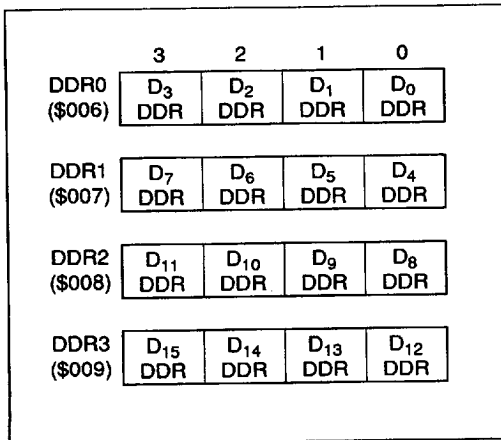 3 2 1 0
DDR0 D₃ D₂ D₁ D₀
($006) DDR DDR DDR DDR
DDR1 D₇ D₆ D₅ D₄
($007) DDR DDR DDR DDR
DDR2 D₁₁ D₁₀ D₉ D₈
($008) DDR DDR DDR DDR
DDR3 D₁₅ D₁₄ D₁₃ D₁₂
($009) DDR DDR DDR DDR